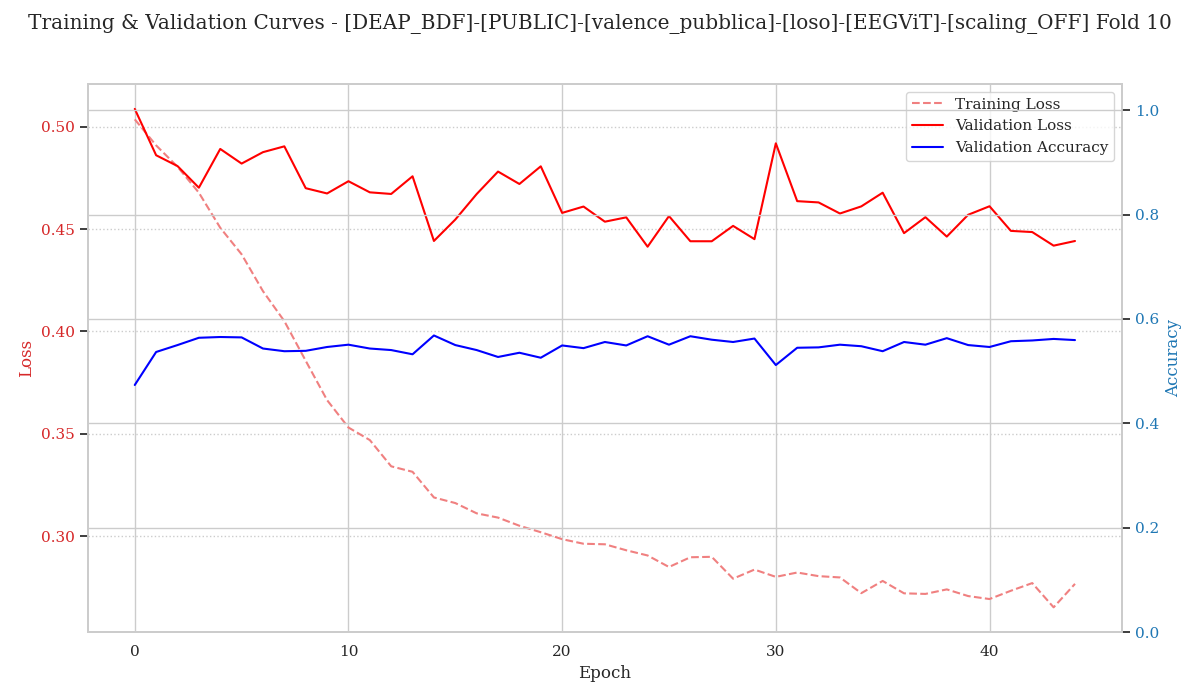 Training & Validation Curves - [DEAP_BDF]-[PUBLIC]-[valence_pubblica]-[loso]-[EEGViT]-[scaling_OFF] Fold 10
Training Loss
Validation Loss
Validation Accuracy
0.50
0.45
0.40
0.35
0.30
Loss
1.0
0.8
0.6
0.4
0.2
0.0
Accuracy
0
10
20
30
40
Epoch